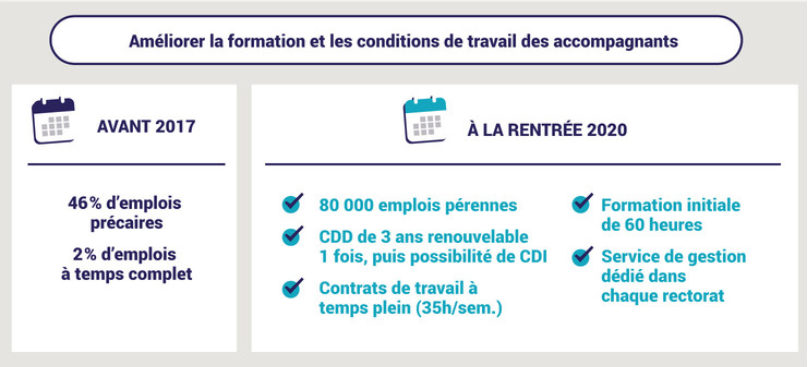 Améliorer la formation et les conditions de travail des accompagnants
AVANT 2017
46% d'emplois
précaires
2% d'emplois
à temps complet
À LA RENTRÉE 2020
80 000 emplois pérennes
CDD de 3 ans renouvelable
1 fois, puis possibilité de CDI
Contrats de travail à
temps plein (35h/sem.)
Formation initiale
de 60 heures
Service de gestion
dédié dans
chaque rectorat